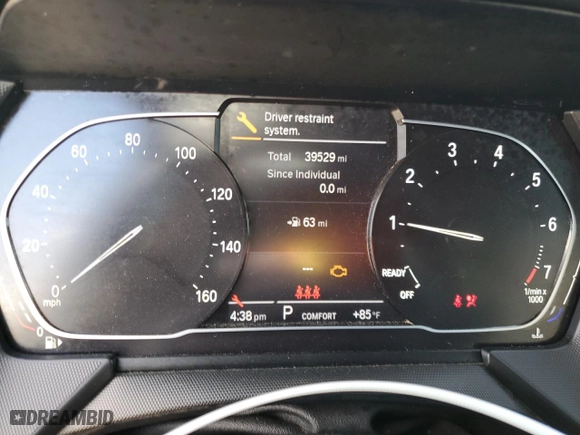 Driver restraint
system.
Total 39529 mi
Since Individual
0.0 mi
63 mi
---
0 20 40 60 80 100 120 140 160
mph
1 2 3 4 5 6 7
READY
OFF
1/min x
1000
0
4:38 pm P COMFORT +85°F
DREAMBID